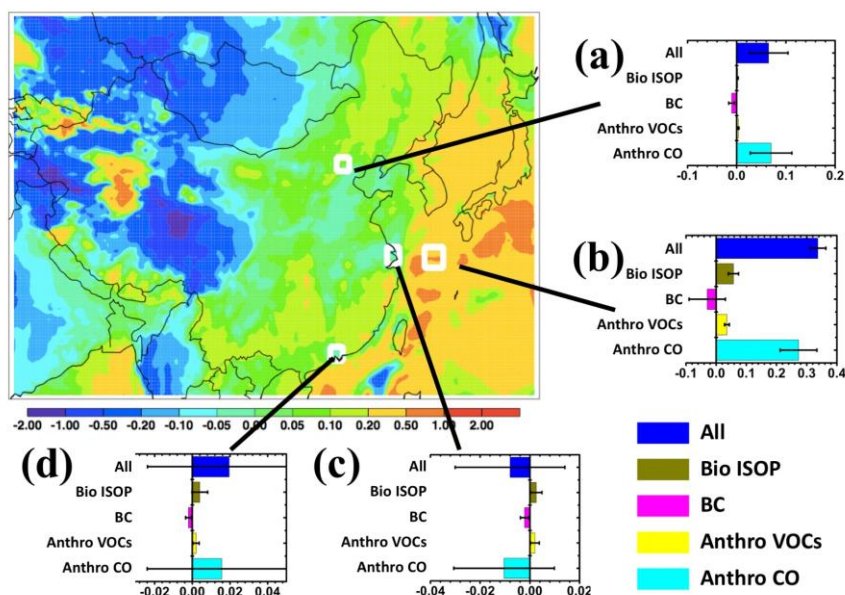 (a)
All
Bio ISOP
BC
Anthro VOCs
Anthro CO
-0.1 0.0 0.1 0.2
(b)
All
Bio ISOP
BC
Anthro VOCs
Anthro CO
-0.1 0.0 0.1 0.2 0.3 0.4
-2.00 -1.00 -0.50 -0.20 -0.10 -0.05 0.00 0.05 0.10 0.20 0.50 1.00 2.00
(d)
All
Bio ISOP
BC
Anthro VOCs
Anthro CO
-0.02 0.00 0.02 0.04
(c)
All
Bio ISOP
BC
Anthro VOCs
Anthro CO
-0.04 -0.02 0.00 0.02
All
Bio ISOP
BC
Anthro VOCs
Anthro CO